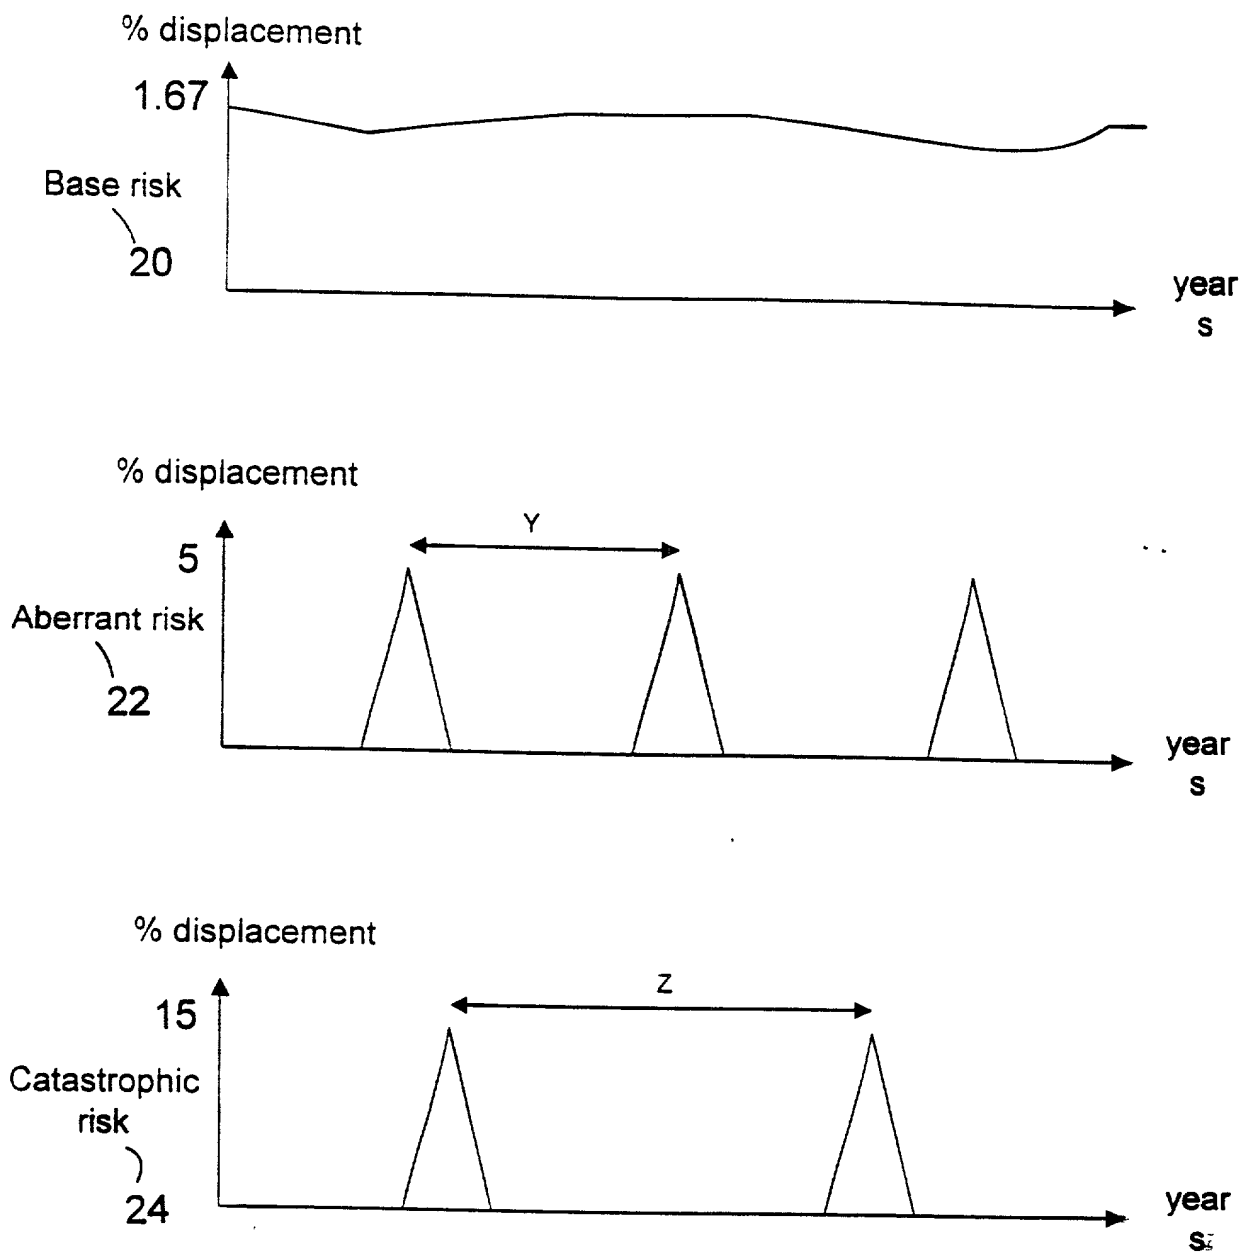 % displacement
1.67
Base risk
20
year
s
% displacement
Y
5
Aberrant risk
22
year
s
% displacement
Z
15
Catastrophic
risk
24
year
s